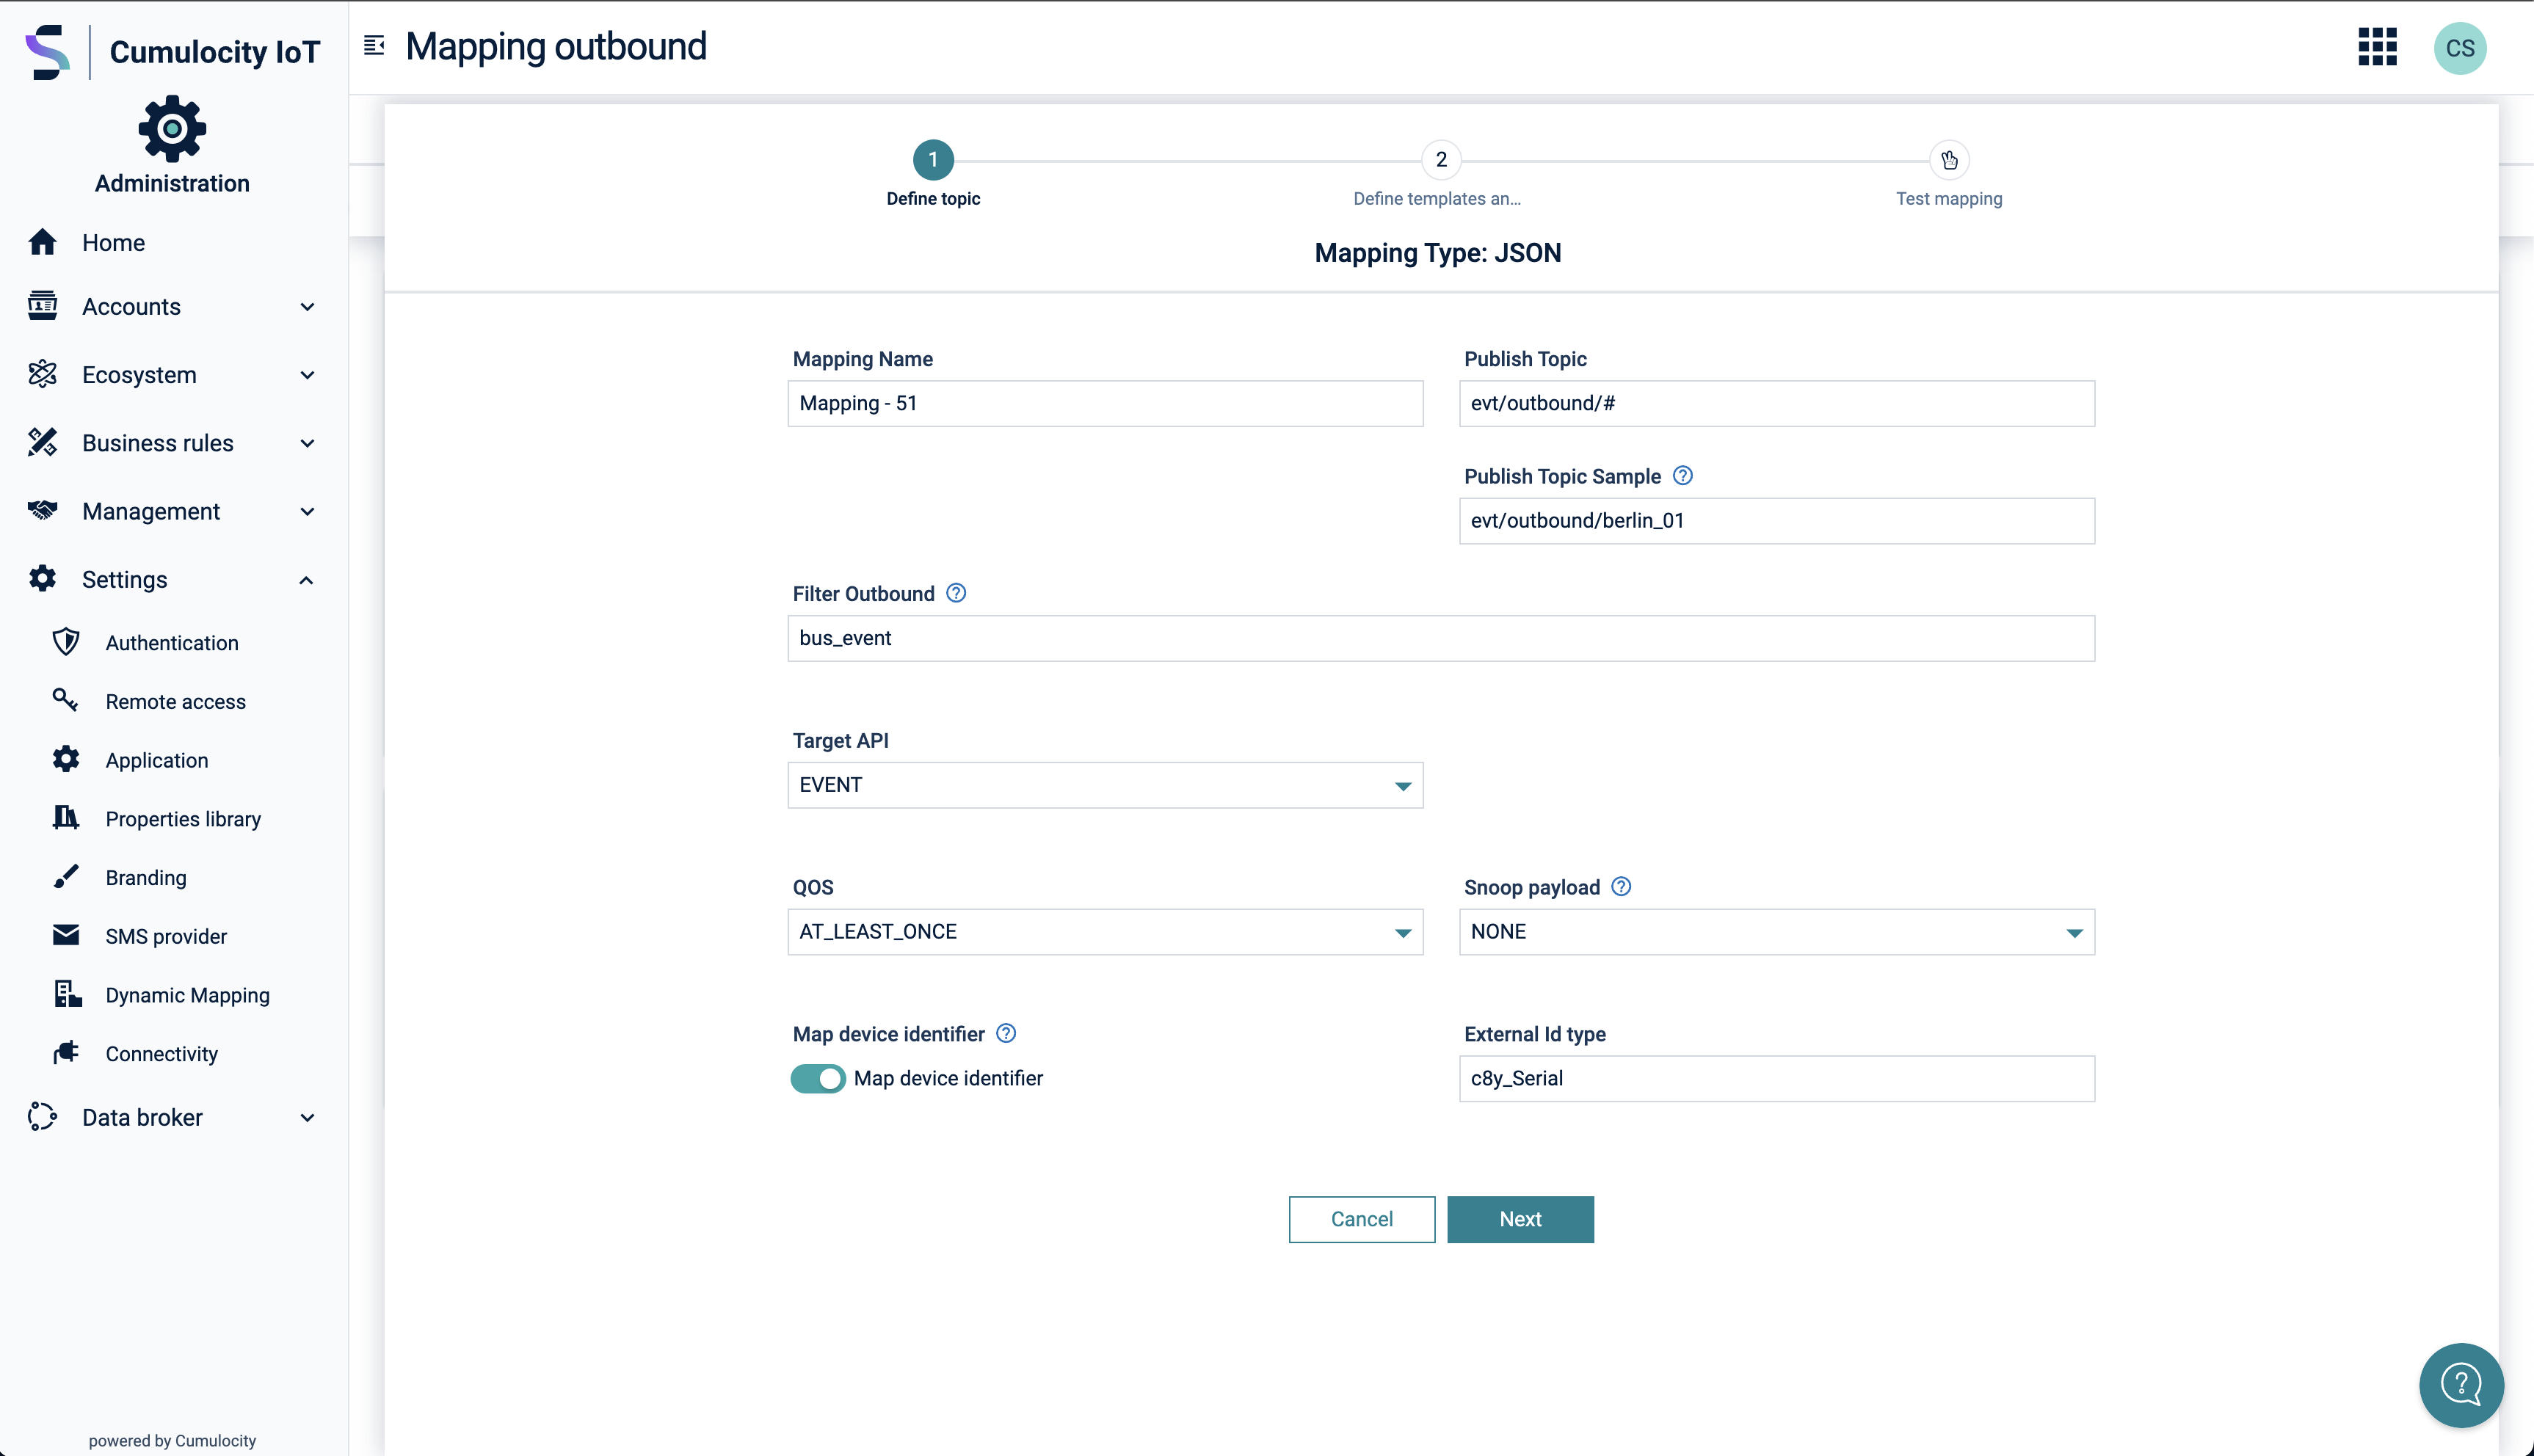 Cumulocity IoT
Administration
Home
Accounts
Ecosystem
Business rules
Management
Settings
Authentication
Remote access
Application
Properties library
Branding
SMS provider
Dynamic Mapping
Connectivity
Data broker
powered by Cumulocity
Mapping outbound
CS
1
2
Define topic
Define templates an...
Test mapping
Mapping Type: JSON
Mapping Name
Publish Topic
Mapping - 51
evt/outbound/#
Publish Topic Sample ?
evt/outbound/berlin_01
Filter Outbound ?
bus_event
Target API
EVENT
QOS
Snoop payload ?
AT_LEAST_ONCE
NONE
Map device identifier ?
External Id type
Map device identifier
c8y_Serial
Cancel
Next
?